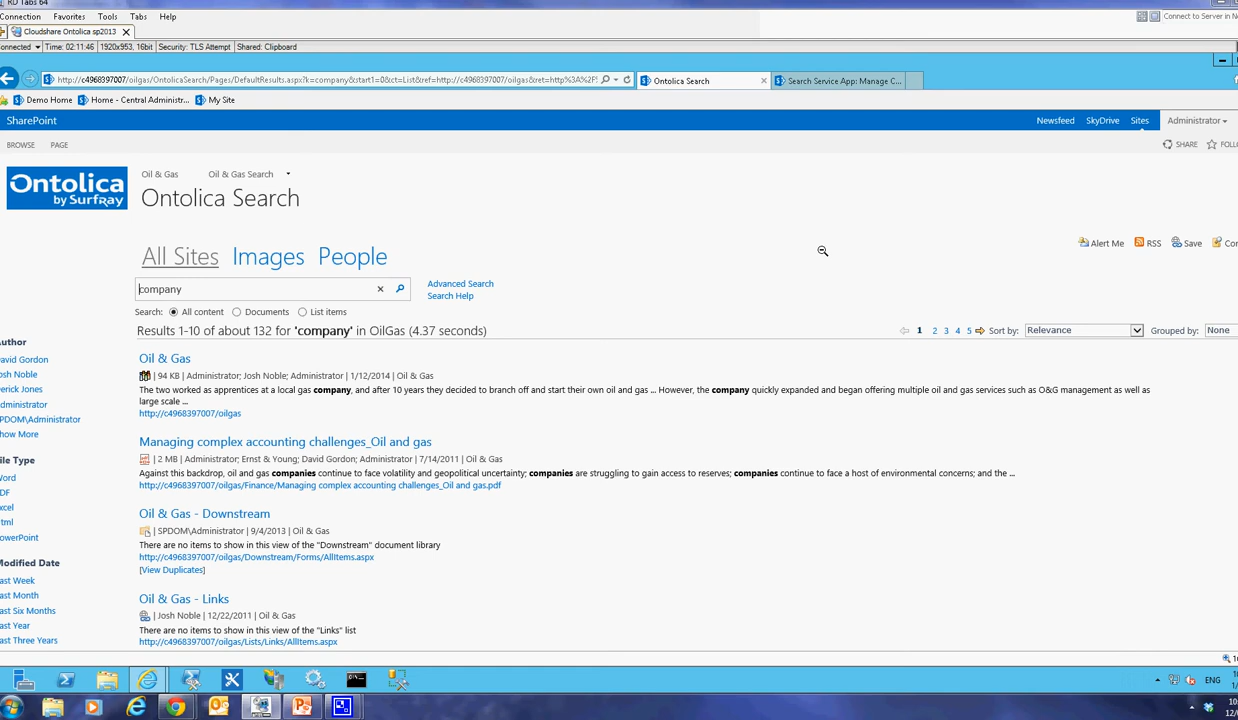 RD Tabs 64
Connection Favorites Tools Tabs Help
Connect to Server in N
Cloudshare Ontolica sp2013
onnected Time: 02:11:46 1920x953, 16bit Security: TLS Attempt Shared: Clipboard
http://c4968397007/oilgas/OntolicaSearch/Pages/DefaultResults.aspx?k=company&start1=0&ct=List&ref=http://c4968397007/oilgas&ret=http%3A%2F%
Ontolica Search
Search Service App: Manage C...
Demo Home Home - Central Administr... My Site
SharePoint
Newsfeed SkyDrive Sites Administrator
BROWSE PAGE
SHARE FOLL
Ontolica
by Surfray
Oil & Gas Oil & Gas Search
Ontolica Search
All Sites Images People
Alert Me RSS Save Co
company
Advanced Search
Search Help
Search: All content Documents List items
Results 1-10 of about 132 for 'company' in OilGas (4.37 seconds)
1 2 3 4 5 Sort by: Relevance Grouped by: None
uthor
avid Gordon
osh Noble
erick Jones
dministrator
PDOM\Administrator
how More
ile Type
ord
DF
xcel
tml
owerPoint
Modified Date
ast Week
ast Month
ast Six Months
ast Year
ast Three Years
Oil & Gas
| 94 KB | Administrator; Josh Noble; Administrator | 1/12/2014 | Oil & Gas
The two worked as apprentices at a local gas company, and after 10 years they decided to branch off and start their own oil and gas ... However, the company quickly expanded and began offering multiple oil and gas services such as O&G management as well as
large scale ...
http://c4968397007/oilgas
Managing complex accounting challenges_Oil and gas
| 2 MB | Administrator; Ernst & Young; David Gordon; Administrator | 7/14/2011 | Oil & Gas
Against this backdrop, oil and gas companies continue to face volatility and geopolitical uncertainty; companies are struggling to gain access to reserves; companies continue to face a host of environmental concerns; and the ...
http://c4968397007/oilgas/Finance/Managing complex accounting challenges_Oil and gas.pdf
Oil & Gas - Downstream
| SPDOM\Administrator | 9/4/2013 | Oil & Gas
There are no items to show in this view of the "Downstream" document library
http://c4968397007/oilgas/Downstream/Forms/AllItems.aspx
[View Duplicates]
Oil & Gas - Links
| Josh Noble | 12/22/2011 | Oil & Gas
There are no items to show in this view of the "Links" list
http://c4968397007/oilgas/Lists/Links/AllItems.aspx
ENG